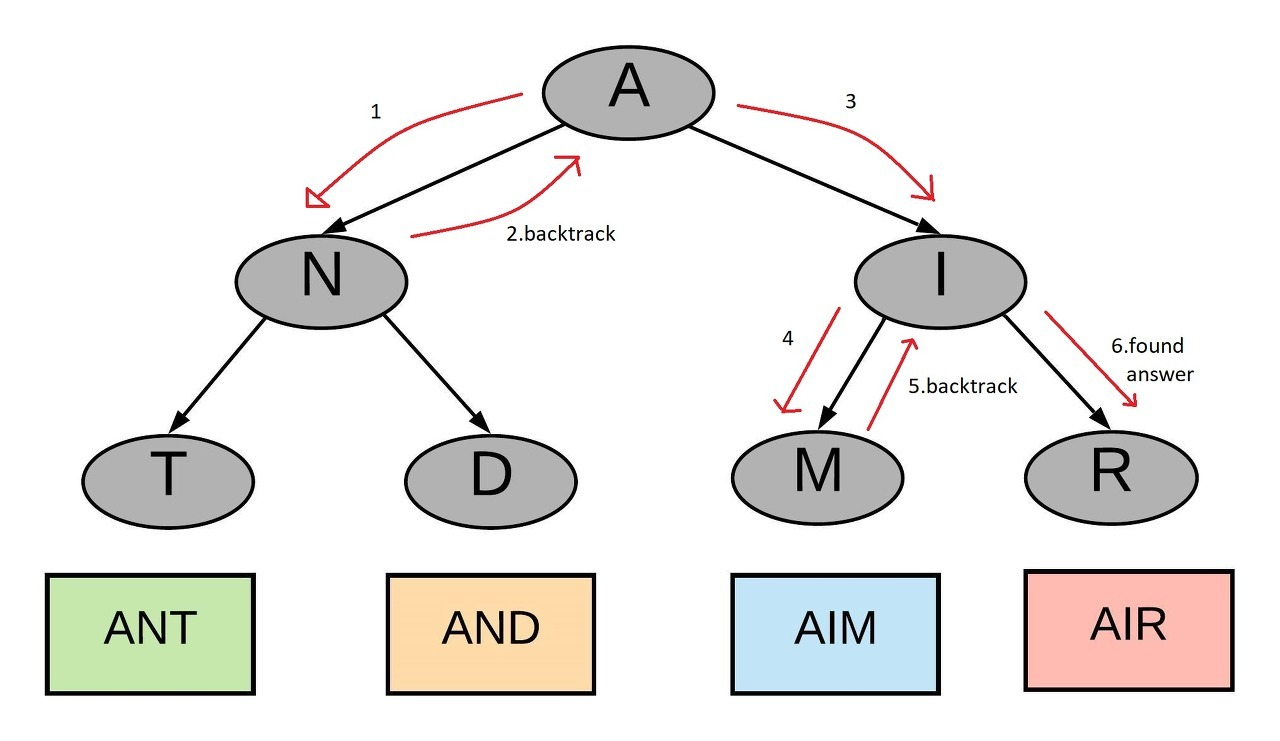 A
1
3
2.backtrack
N
I
4
6.found
answer
5.backtrack
T
D
M
R
ANT
AND
AIM
AIR